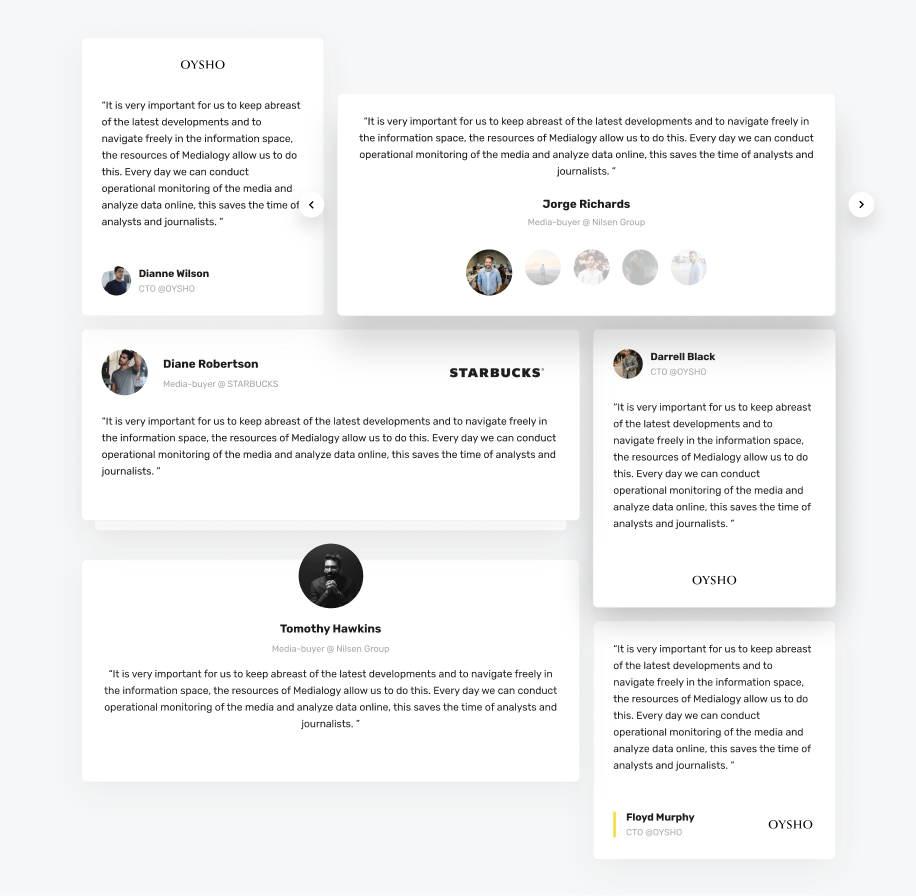 OYSHO
“It is very important for us to keep abreast
of the latest developments and to
navigate freely in the information space,
the resources of Medialogy allow us to do
this. Every day we can conduct
operational monitoring of the media and
analyze data online, this saves the time of
analysts and journalists. ”
Dianne Wilson
CTO @OYSHO
“It is very important for us to keep abreast of the latest developments and to navigate freely in
the information space, the resources of Medialogy allow us to do this. Every day we can conduct
operational monitoring of the media and analyze data online, this saves the time of analysts and
journalists. ”
Jorge Richards
Media-buyer @ Nilsen Group
Diane Robertson
Media-buyer @ STARBUCKS
STARBUCKS®
“It is very important for us to keep abreast of the latest developments and to navigate freely in
the information space, the resources of Medialogy allow us to do this. Every day we can conduct
operational monitoring of the media and analyze data online, this saves the time of analysts and
journalists. ”
Darrell Black
CTO @OYSHO
“It is very important for us to keep abreast
of the latest developments and to
navigate freely in the information space,
the resources of Medialogy allow us to do
this. Every day we can conduct
operational monitoring of the media and
analyze data online, this saves the time of
analysts and journalists. ”
OYSHO
Tomothy Hawkins
Media-buyer @ Nilsen Group
“It is very important for us to keep abreast of the latest developments and to navigate freely in
the information space, the resources of Medialogy allow us to do this. Every day we can conduct
operational monitoring of the media and analyze data online, this saves the time of analysts and
journalists. ”
“It is very important for us to keep abreast
of the latest developments and to
navigate freely in the information space,
the resources of Medialogy allow us to do
this. Every day we can conduct
operational monitoring of the media and
analyze data online, this saves the time of
analysts and journalists. ”
Floyd Murphy
CTO @OYSHO
OYSHO